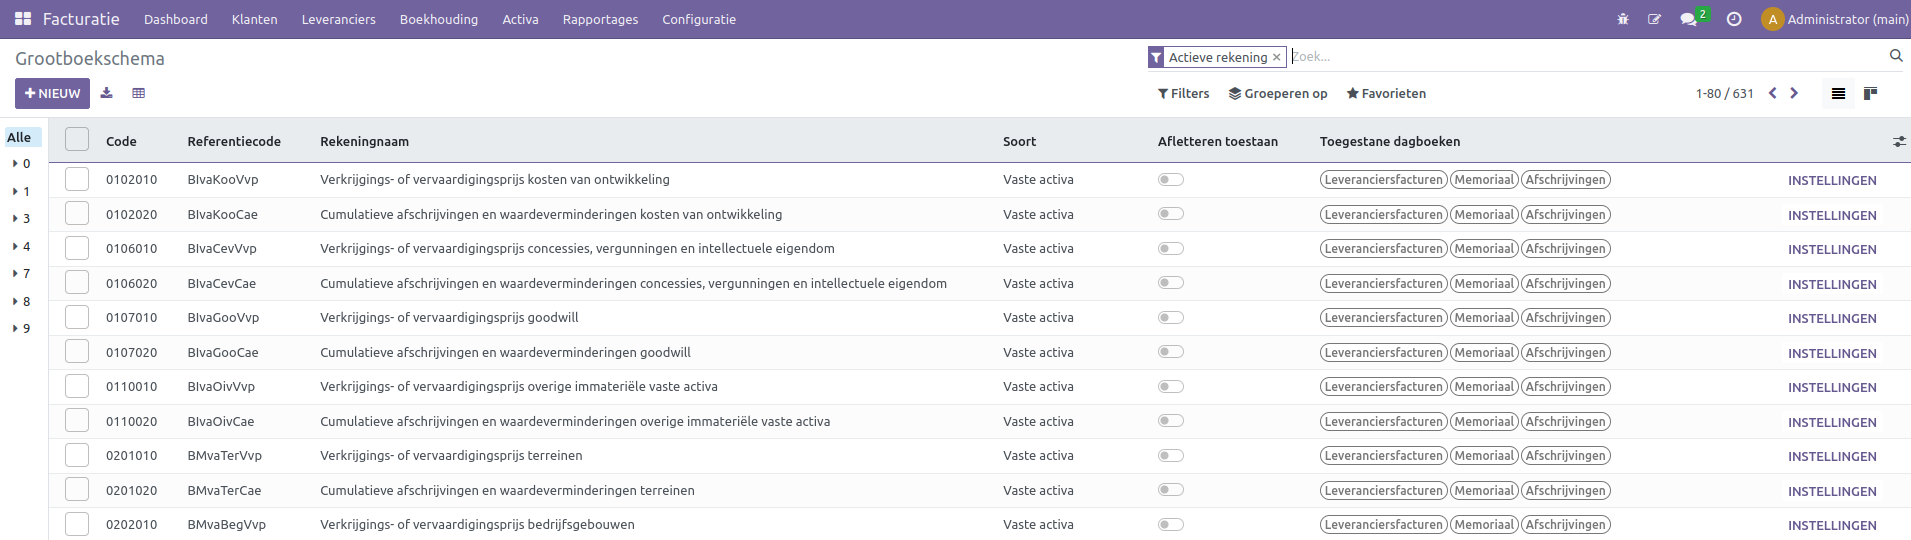 Facturatie Dashboard Klanten Leveranciers Boekhouding Activa Rapportages Configuratie 2 A Administrator (main)
Grootboekschema Actieve rekening × Zoek...
+ NIEUW Filters Groeperen op Favorieten 1-80 / 631
Alle Code Referentiecode Rekeningnaam Soort Afletteren toestaan Toegestane dagboeken
0
1
3
4
7
8
9
0102010 BIvaKooVvp Verkrijgings- of vervaardigingsprijs kosten van ontwikkeling Vaste activa Leveranciersfacturen Memoriaal Afschrijvingen INSTELLINGEN
0102020 BIvaKooCae Cumulatieve afschrijvingen en waardeverminderingen kosten van ontwikkeling Vaste activa Leveranciersfacturen Memoriaal Afschrijvingen INSTELLINGEN
0106010 BIvaCevVvp Verkrijgings- of vervaardigingsprijs concessies, vergunningen en intellectuele eigendom Vaste activa Leveranciersfacturen Memoriaal Afschrijvingen INSTELLINGEN
0106020 BIvaCevCae Cumulatieve afschrijvingen en waardeverminderingen concessies, vergunningen en intellectuele eigendom Vaste activa Leveranciersfacturen Memoriaal Afschrijvingen INSTELLINGEN
0107010 BIvaGooVvp Verkrijgings- of vervaardigingsprijs goodwill Vaste activa Leveranciersfacturen Memoriaal Afschrijvingen INSTELLINGEN
0107020 BIvaGooCae Cumulatieve afschrijvingen en waardeverminderingen goodwill Vaste activa Leveranciersfacturen Memoriaal Afschrijvingen INSTELLINGEN
0110010 BIvaOivVvp Verkrijgings- of vervaardigingsprijs overige immateriële vaste activa Vaste activa Leveranciersfacturen Memoriaal Afschrijvingen INSTELLINGEN
0110020 BIvaOivCae Cumulatieve afschrijvingen en waardeverminderingen overige immateriële vaste activa Vaste activa Leveranciersfacturen Memoriaal Afschrijvingen INSTELLINGEN
0201010 BMvaTerVvp Verkrijgings- of vervaardigingsprijs terreinen Vaste activa Leveranciersfacturen Memoriaal Afschrijvingen INSTELLINGEN
0201020 BMvaTerCae Cumulatieve afschrijvingen en waardeverminderingen terreinen Vaste activa Leveranciersfacturen Memoriaal Afschrijvingen INSTELLINGEN
0202010 BMvaBegVvp Verkrijgings- of vervaardigingsprijs bedrijfsgebouwen Vaste activa Leveranciersfacturen Memoriaal Afschrijvingen INSTELLINGEN